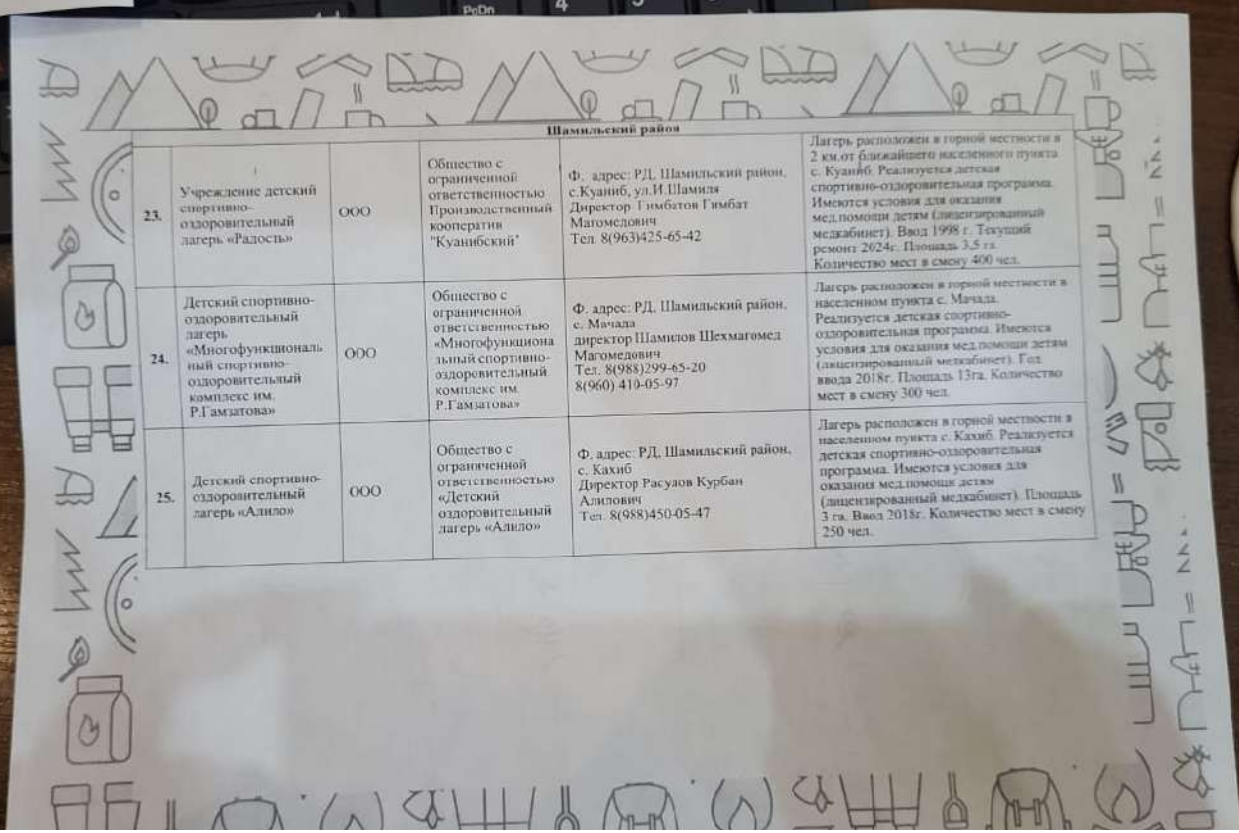 PgDn
4
5
Шамильский район
23.
Учреждение детский
спортивно-
оздоровительный
лагерь «Радость»
ООО
Общество с
ограниченной
ответственностью
Производственный
кооператив
"Куанибский"
Ф. адрес: РД, Шамильский район,
с.Куаниб, ул.И.Шамиля
Директор Гимбатов Гимбат
Магомедович
Тел. 8(963)425-65-42
Лагерь расположен в горной местности в
2 км.от ближайшего населенного пункта
с. Куаниб. Реализуется детская
спортивно-оздоровительная программа.
Имеются условия для оказания
мед.помощи детям (лицензированный
медкабинет). Ввод 1998 г. Текущий
ремонт 2024г. Площадь 3,5 га.
Количество мест в смену 400 чел.
24.
Детский спортивно-
оздоровительный
лагерь
«Многофункциональ
ный спортивно-
оздоровительный
комплекс им.
Р.Гамзатова»
ООО
Общество с
ограниченной
ответственностью
«Многофункциона
льный спортивно-
оздоровительный
комплекс им.
Р.Гамзатова»
Ф. адрес: РД, Шамильский район,
с. Мачада
директор Шамилов Шехмагомед
Магомедович
Тел. 8(988)299-65-20
8(960) 410-05-97
Лагерь расположен в горной местности в
населенном пункта с. Мачада.
Реализуется детская спортивно-
оздоровительная программа. Имеются
условия для оказания мед.помощи детям
(лицензированный медкабинет). Год
ввода 2018г. Площадь 13га. Количество
мест в смену 300 чел.
25.
Детский спортивно-
оздоровительный
лагерь «Алило»
ООО
Общество с
ограниченной
ответственностью
«Детский
оздоровительный
лагерь «Алило»
Ф. адрес: РД, Шамильский район,
с. Кахиб
Директор Расулов Курбан
Алилович
Тел. 8(988)450-05-47
Лагерь расположен в горной местности в
населенном пункта с. Кахиб. Реализуется
детская спортивно-оздоровительная
программа. Имеются условия для
оказания мед.помощи детям
(лицензированный медкабинет). Площадь
3 га. Ввод 2018г. Количество мест в смену
250 чел.